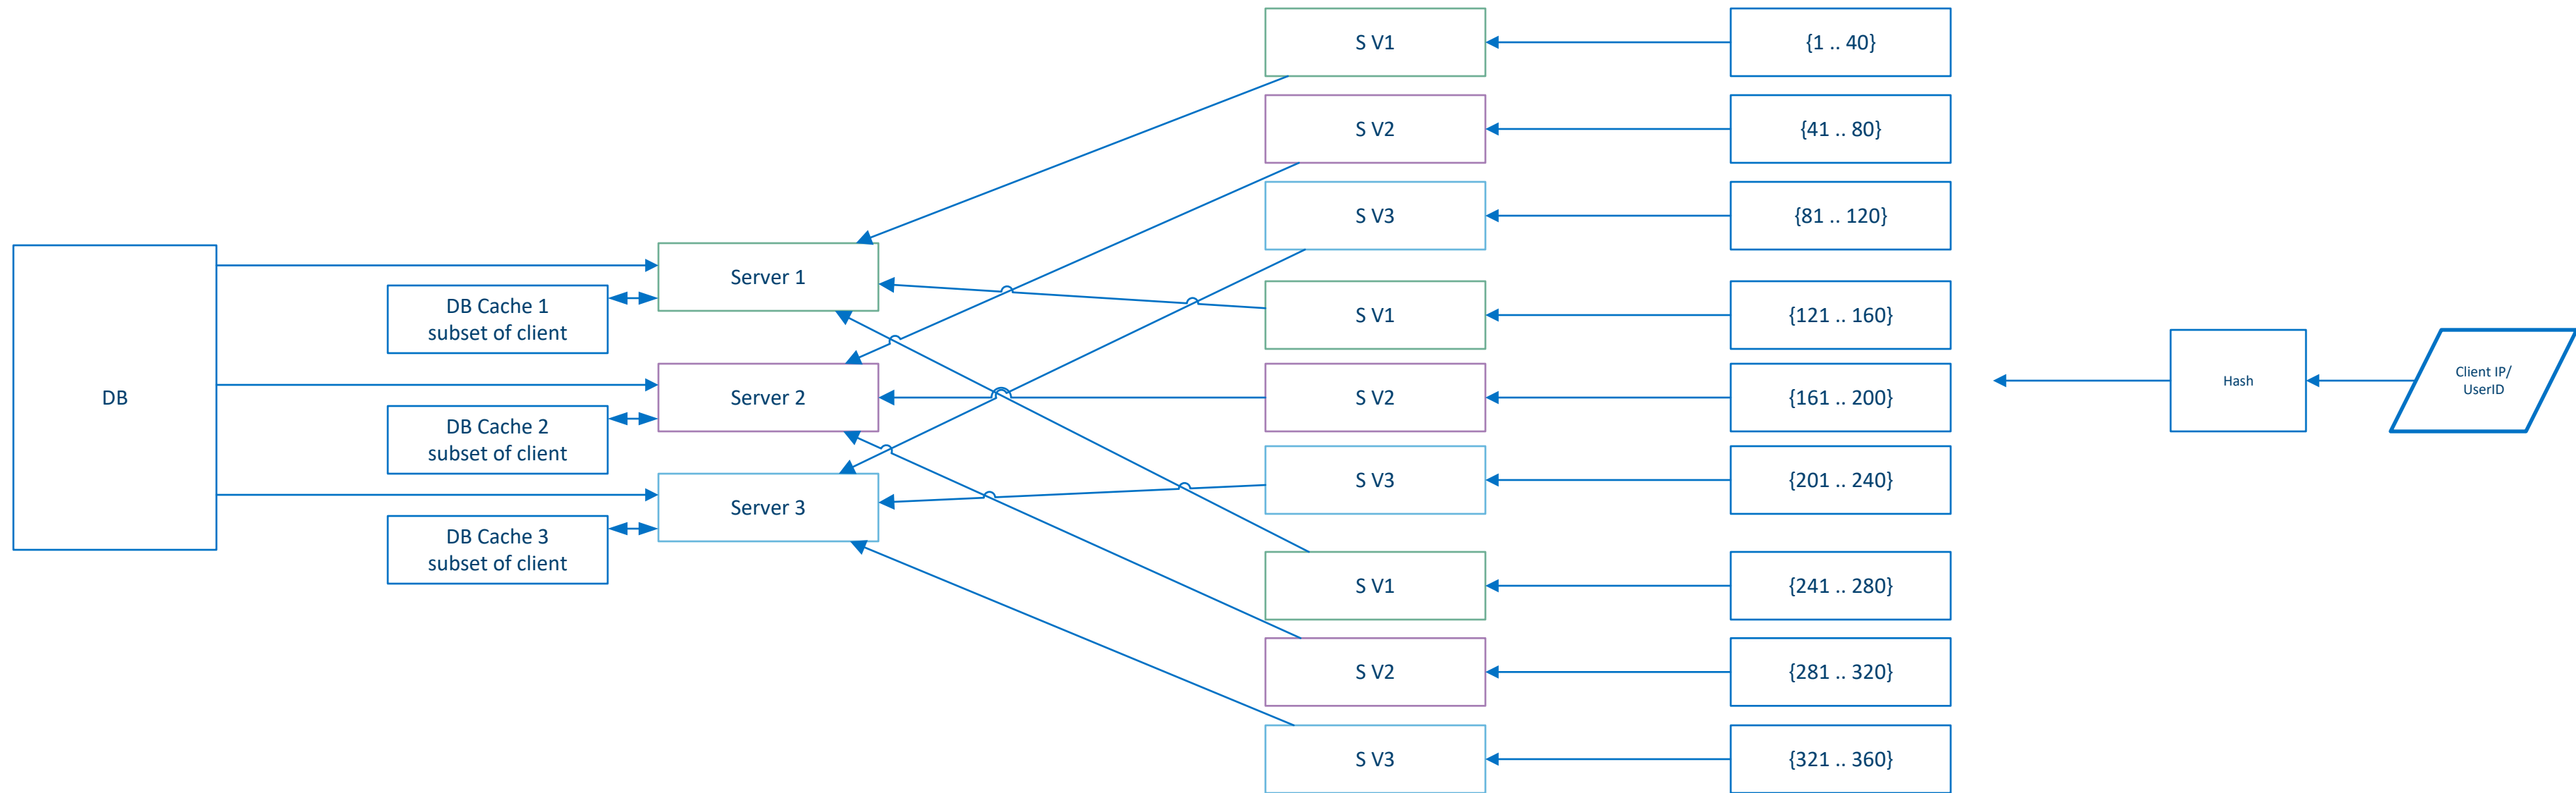 S V1
{1 .. 40}
S V2
{41 .. 80}
S V3
{81 .. 120}
DB
Server 1
DB Cache 1
subset of client
S V1
{121 .. 160}
Server 2
DB Cache 2
subset of client
S V2
{161 .. 200}
Hash
Client IP/
UserID
Server 3
DB Cache 3
subset of client
S V3
{201 .. 240}
S V1
{241 .. 280}
S V2
{281 .. 320}
S V3
{321 .. 360}